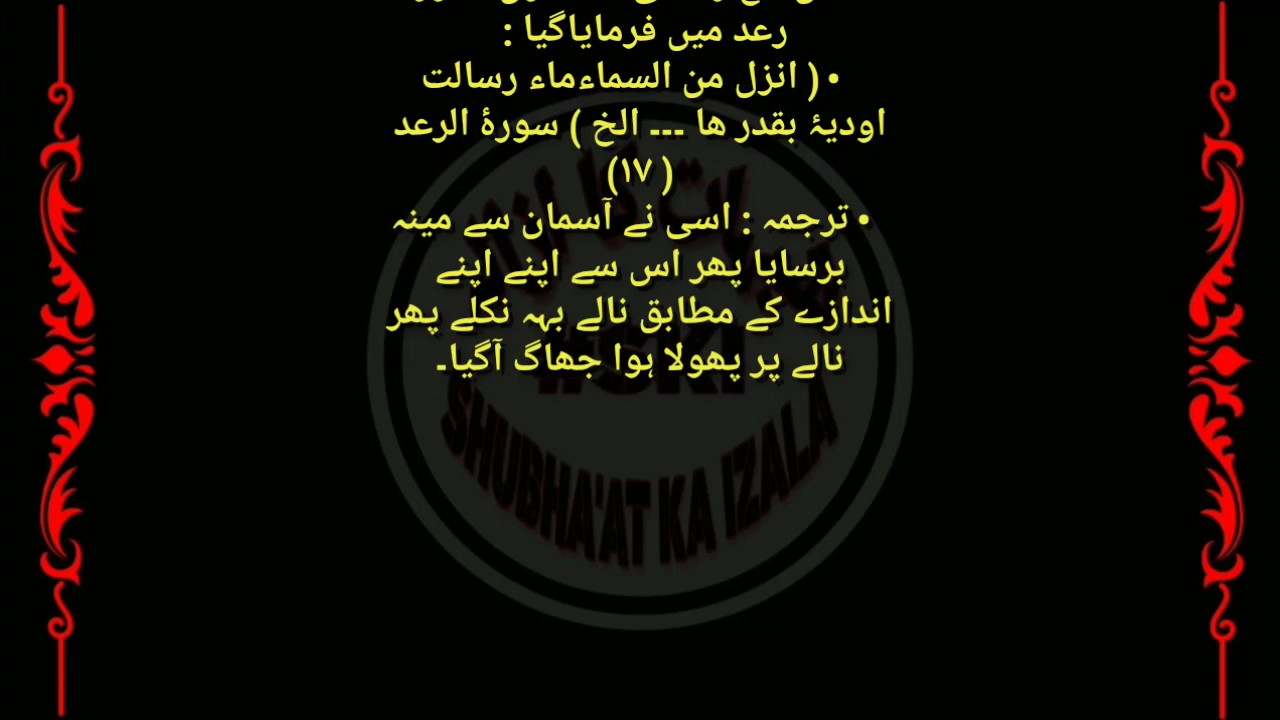 رعد میں فرمایاگیا :
• ( انزل من السماءماء رسالت
اودیۂ بقدر ھا ۔۔۔ الخ ) سورۂ الرعد
( ۱۷)
• ترجمہ : اسی نے آسمان سے مینہ
برسایا پھر اس سے اپنے اپنے
اندازے کے مطابق نالے بہہ نکلے پھر
نالے پر پھولا ہوا جھاگ آگیا۔
#SKI
SHUBHA'AT KA IZALA